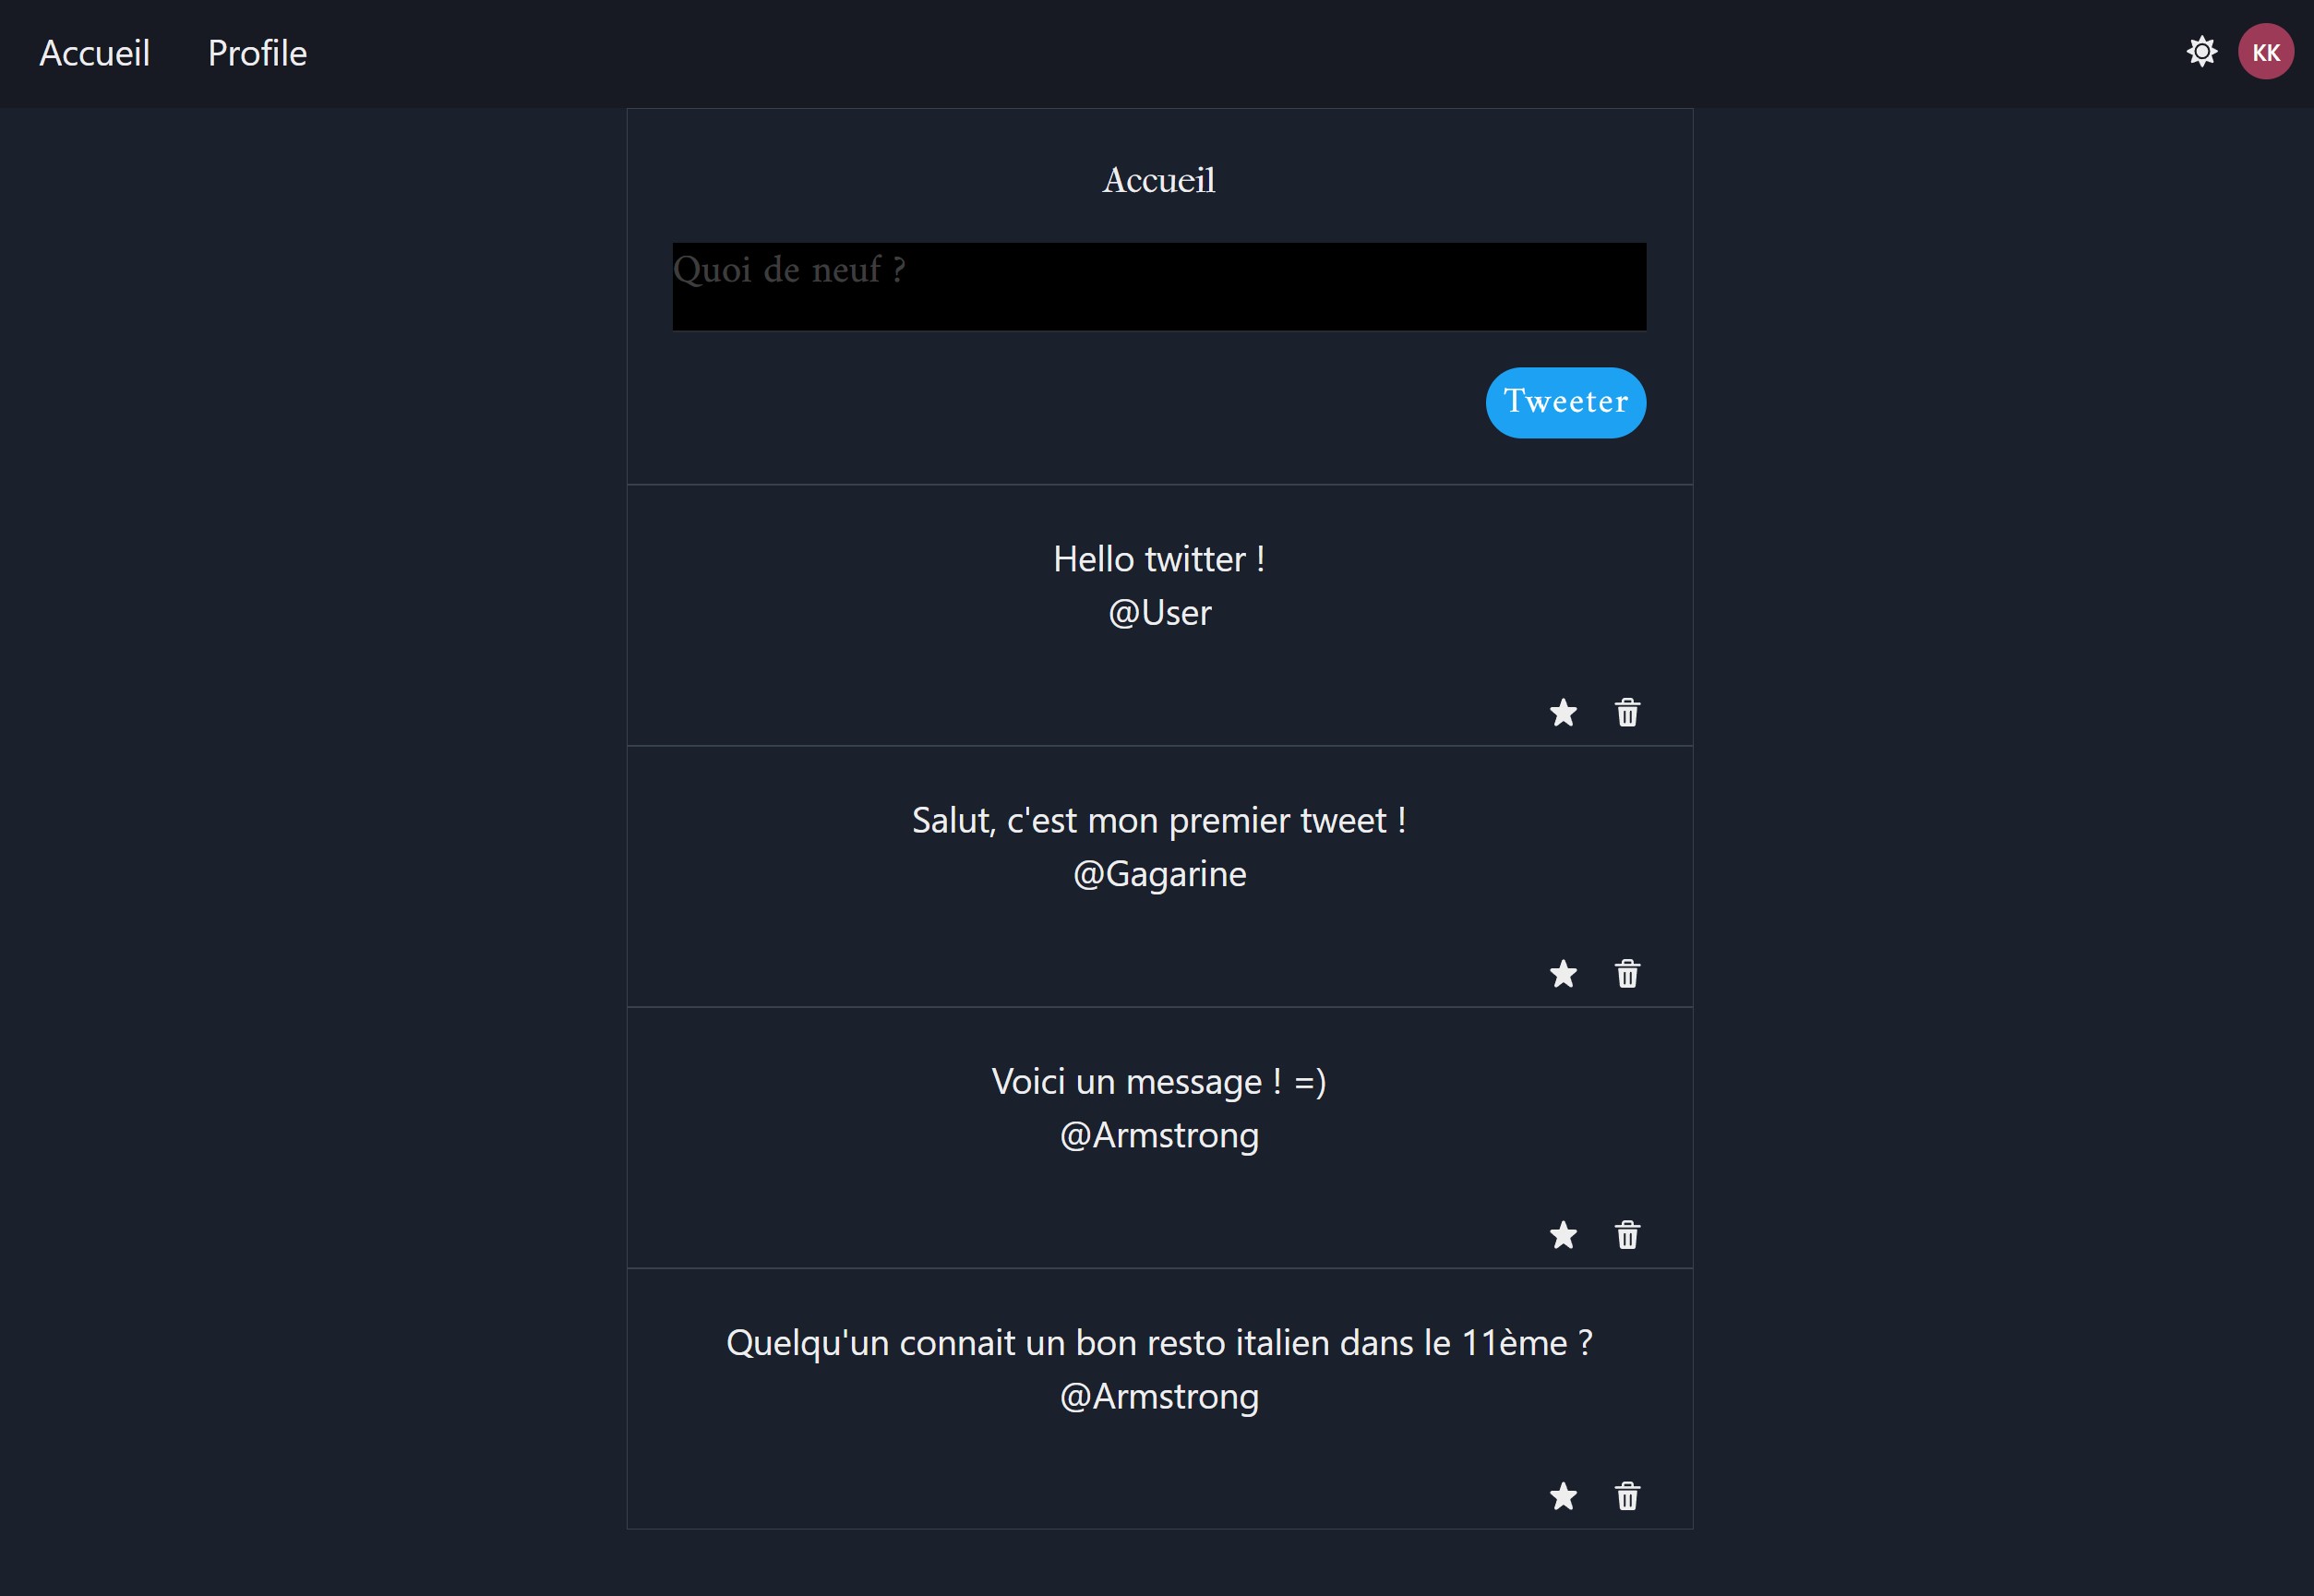 Accueil Profile KK
Accueil
Quoi de neuf ?
Tweeter
Hello twitter !
@User
Salut, c'est mon premier tweet !
@Gagarine
Voici un message ! =)
@Armstrong
Quelqu'un connait un bon resto italien dans le 11ème ?
@Armstrong